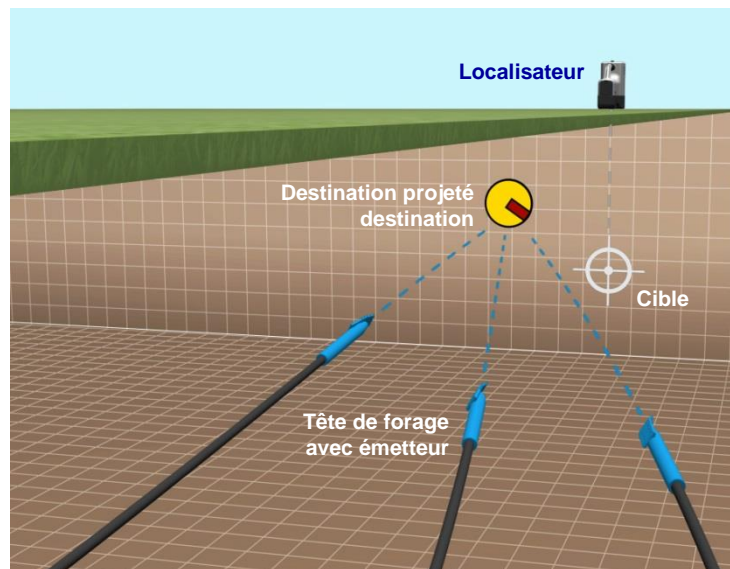 Localisateur
Destination projeté
destination
Cible
Tête de forage
avec émetteur